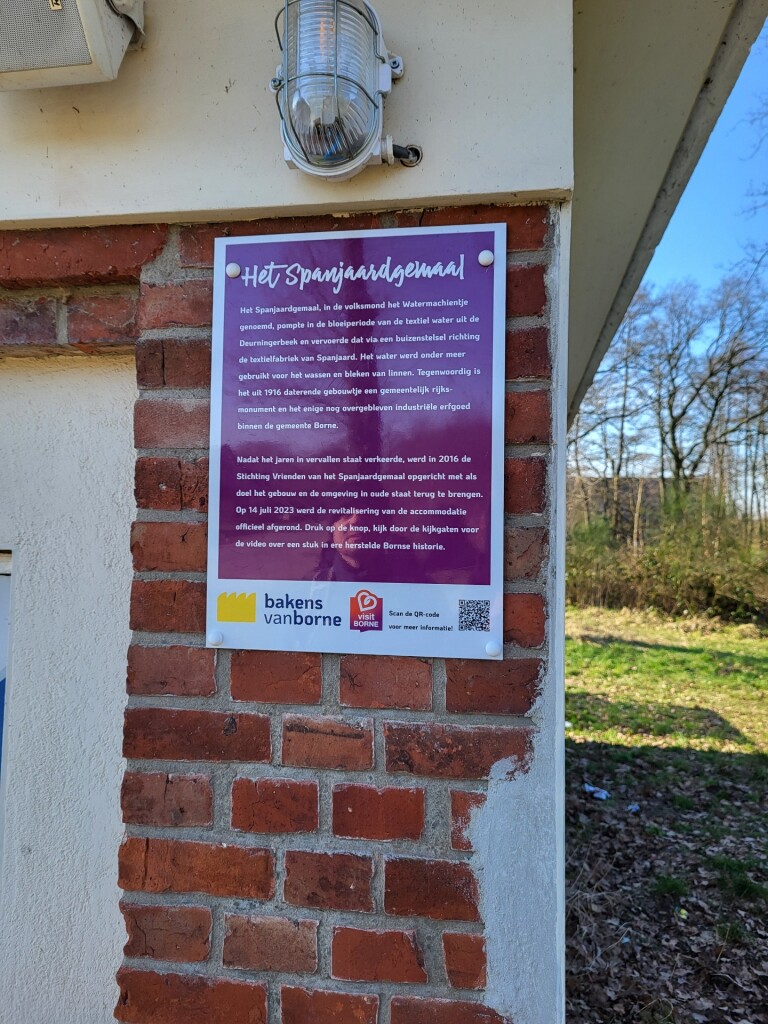 Het Spanjaardgemaal
Het Spanjaardgemaal, in de volksmond het Watermachientje
genoemd, pompte in de bloeiperiode van de textiel water uit de
Deurningerbeek en vervoerde dat via een buizenstelsel richting
de textielfabriek van Spanjaard. Het water werd onder meer
gebruikt voor het wassen en bleken van linnen. Tegenwoordig is
het uit 1916 daterende gebouwtje een gemeentelijk rijks-
monument en het enige nog overgebleven industriële erfgoed
binnen de gemeente Borne.
Nadat het jaren in vervallen staat verkeerde, werd in 2016 de
Stichting Vrienden van het Spanjaardgemaal opgericht met als
doel het gebouw en de omgeving in oude staat terug te brengen.
Op 14 juli 2023 werd de revitalisering van de accommodatie
officieel afgerond. Druk op de knop, kijk door de kijkgaten voor
de video over een stuk in ere herstelde Bornse historie.
bakens
vanborne
visit
BORNE
Scan de QR-code
voor meer informatie!